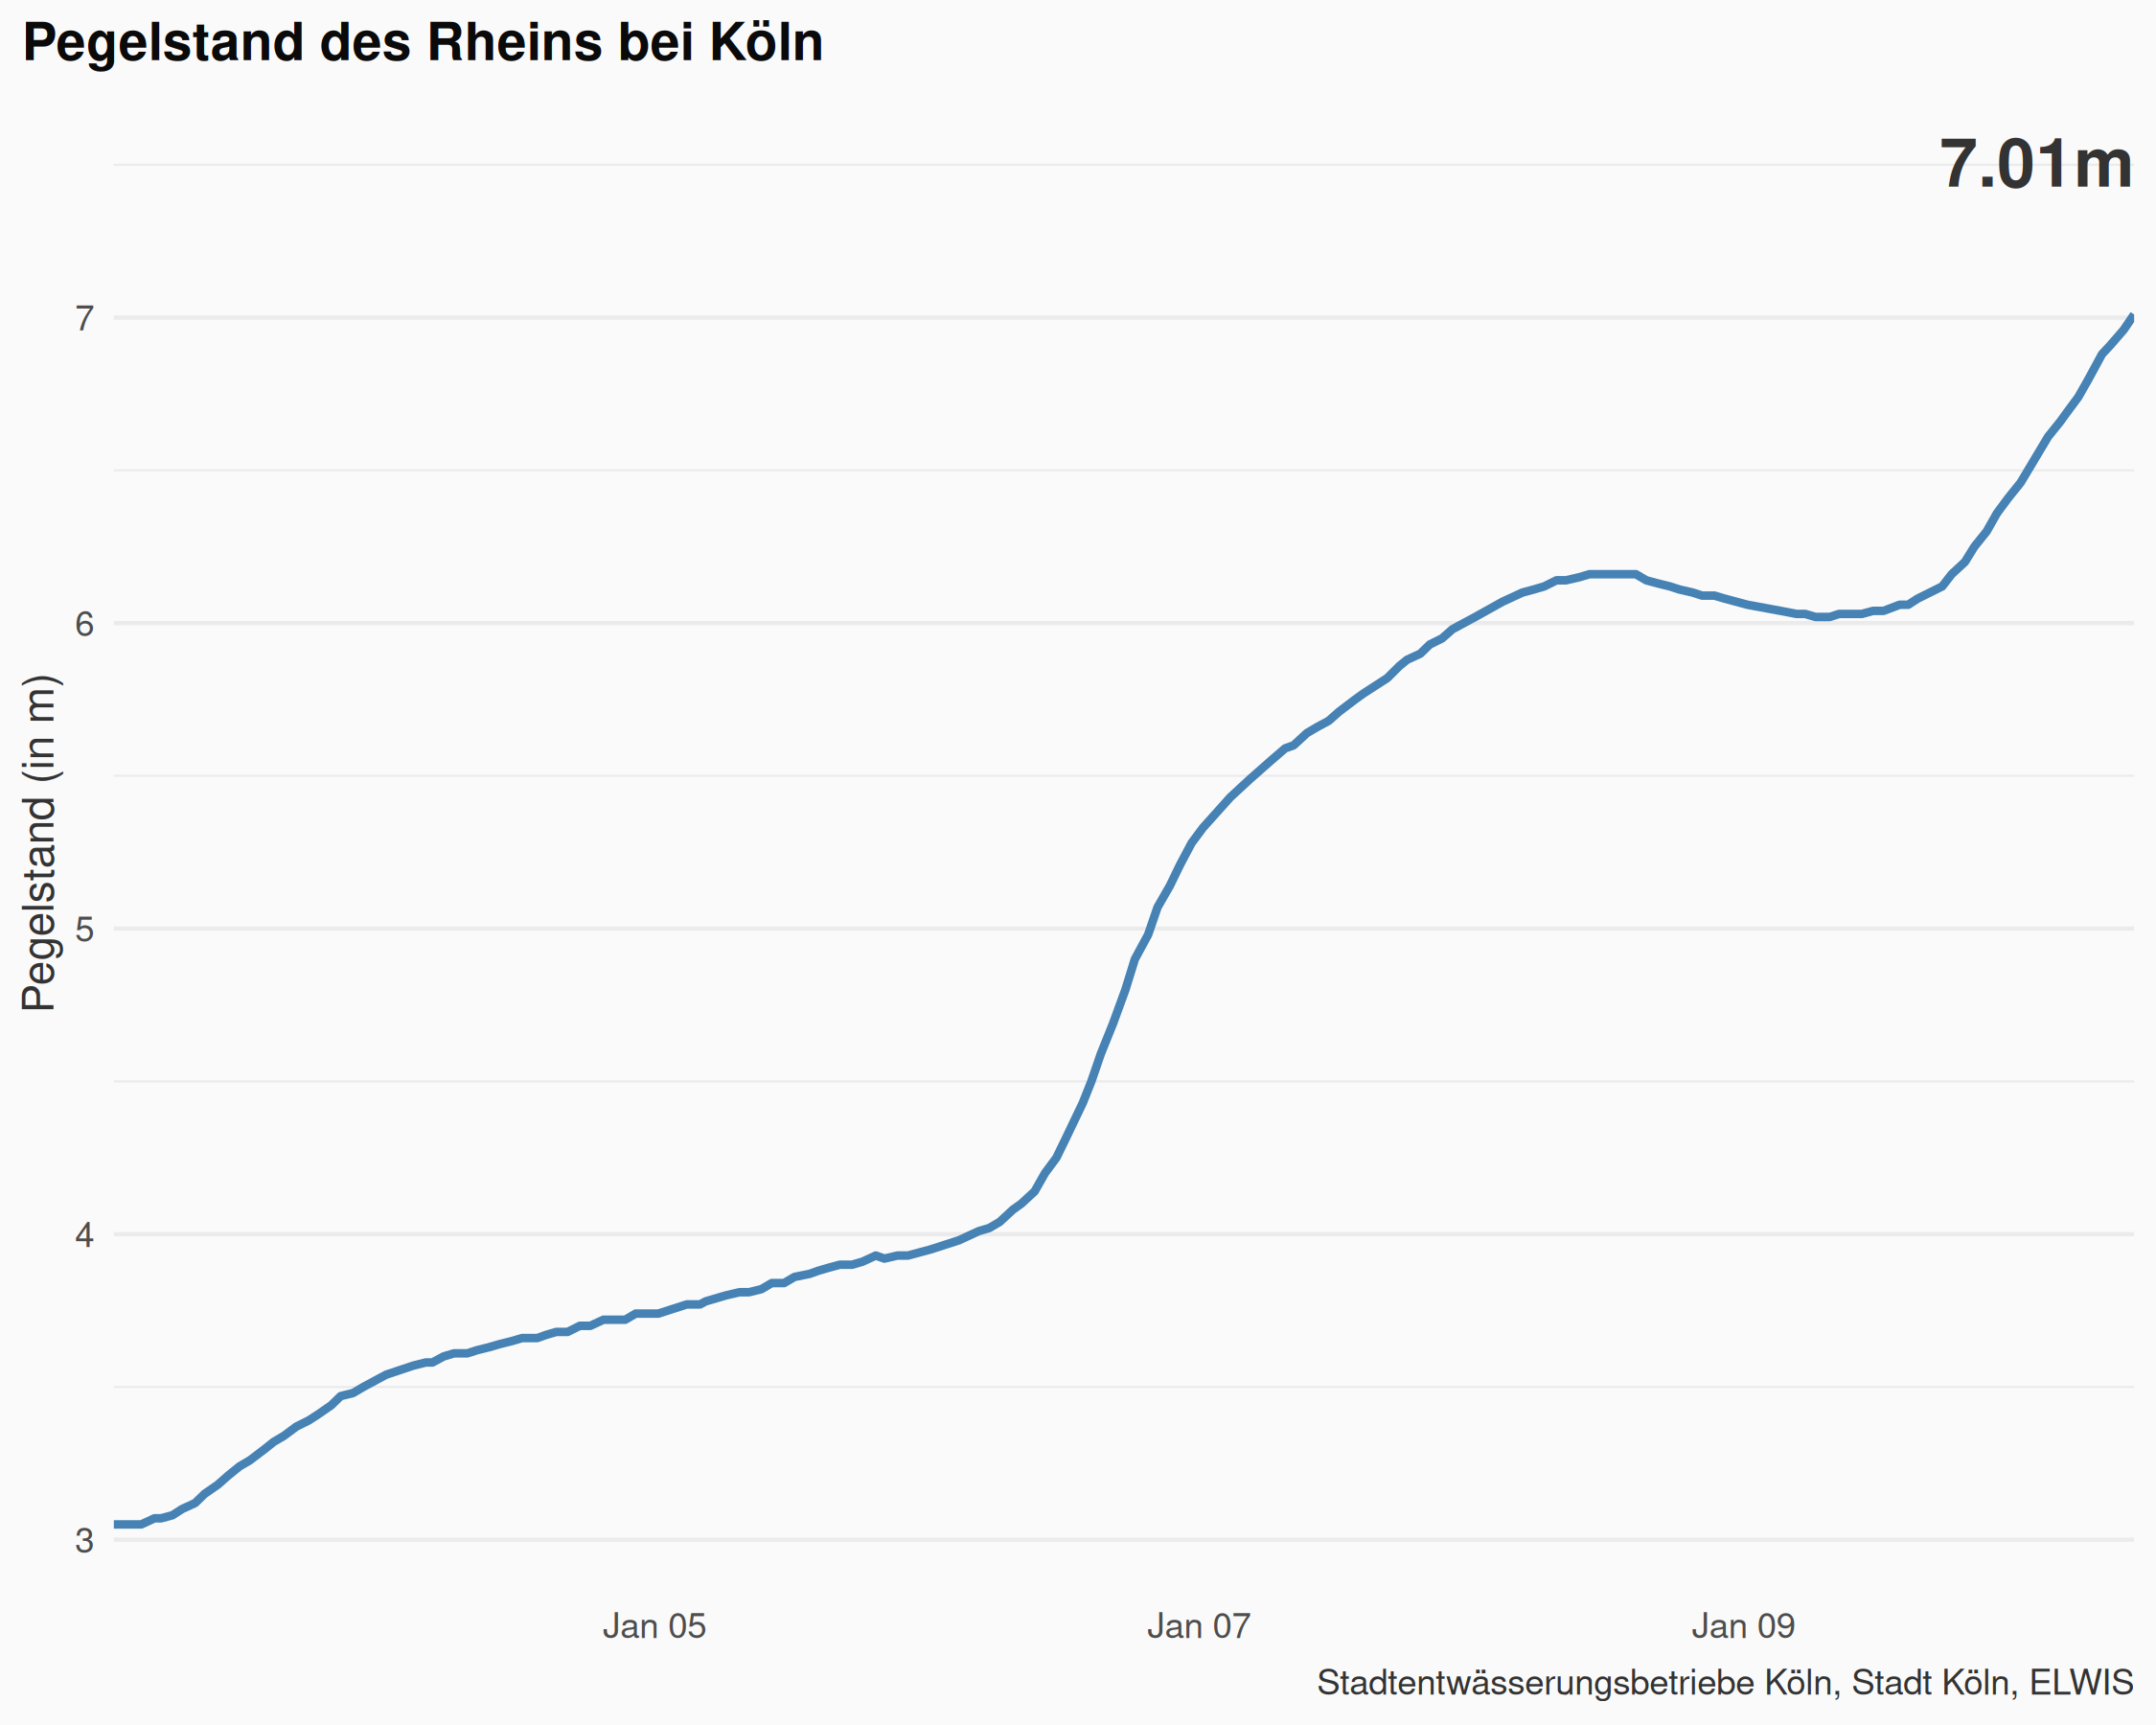 Pegelstand des Rheins bei Köln
7.01m
Pegelstand (in m)
7
6
5
4
3
Jan 05
Jan 07
Jan 09
Stadtentwässerungsbetriebe Köln, Stadt Köln, ELWIS